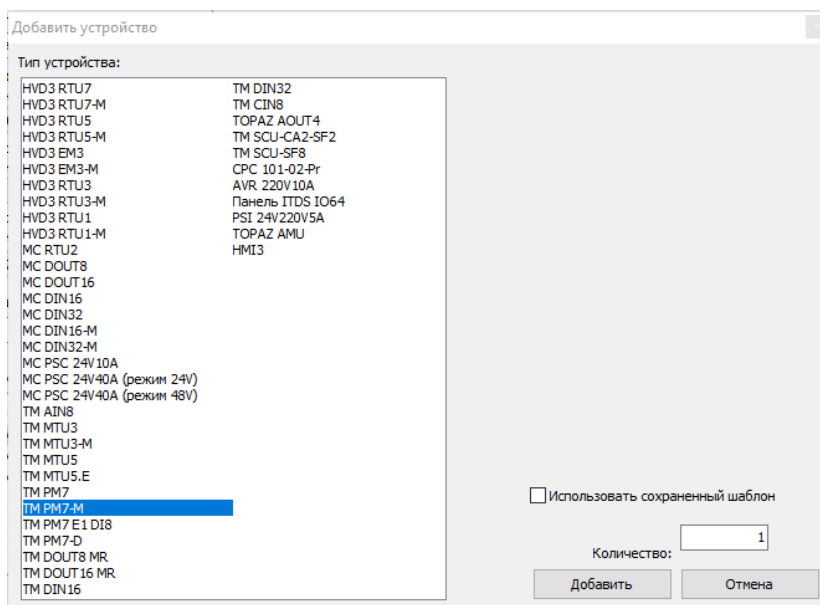 Добавить устройство
Тип устройства:
HVD3 RTU7
HVD3 RTU7-M
HVD3 RTU5
HVD3 RTU5-M
HVD3 EM3
HVD3 EM3-M
HVD3 RTU3
HVD3 RTU3-M
HVD3 RTU1
HVD3 RTU1-M
MC RTU2
MC DOUT8
MC DOUT16
MC DIN16
MC DIN32
MC DIN16-M
MC DIN32-M
MC PSC 24V10A
MC PSC 24V40A (режим 24V)
MC PSC 24V40A (режим 48V)
TM AIN8
TM MTU3
TM MTU3-M
TM MTU5
TM MTU5.E
TM PM7
TM PM7-M
TM PM7 E1 DI8
TM PM7-D
TM DOUT8 MR
TM DOUT16 MR
TM DIN16
TM DIN32
TM CIN8
TOPAZ AOUT4
TM SCU-CA2-SF2
TM SCU-SF8
CPC 101-02-Pr
AVR 220V10A
Панель ITDS IO64
PSI 24V220V5A
TOPAZ AMU
HMI3
Использовать сохраненный шаблон
Количество: 1
Добавить Отмена